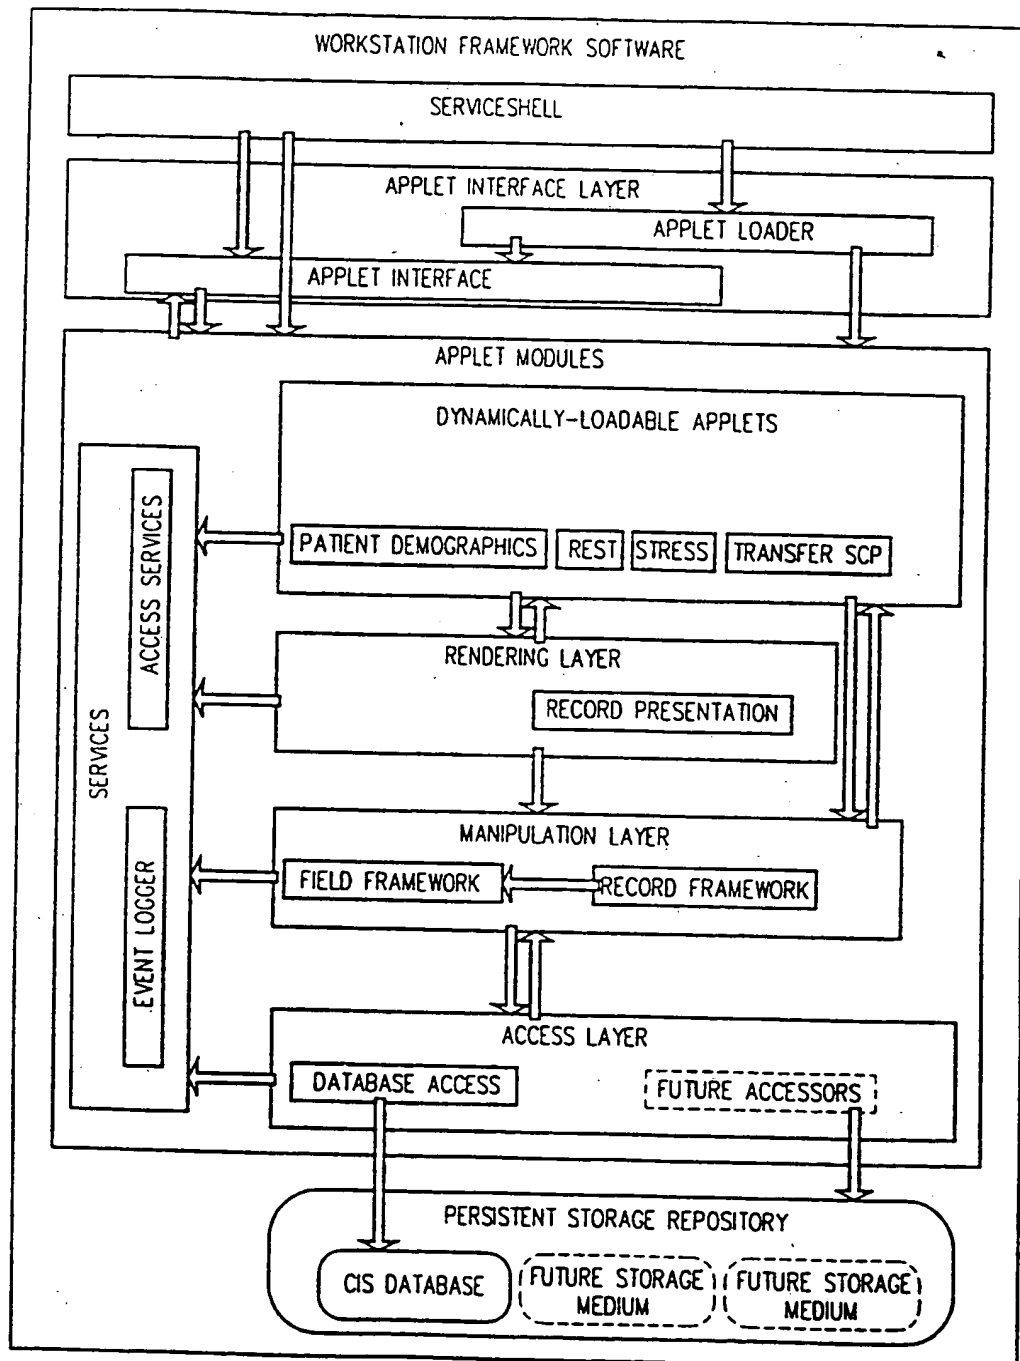 WORKSTATION FRAMEWORK SOFTWARE
SERVICESHELL
APPLET INTERFACE LAYER
APPLET LOADER
APPLET INTERFACE
APPLET MODULES
DYNAMICALLY-LOADABLE APPLETS
PATIENT DEMOGRAPHICS
REST
STRESS
TRANSFER SCP
SERVICES
ACCESS SERVICES
EVENT LOGGER
RENDERING LAYER
RECORD PRESENTATION
MANIPULATION LAYER
FIELD FRAMEWORK
RECORD FRAMEWORK
ACCESS LAYER
DATABASE ACCESS
FUTURE ACCESSORS
PERSISTENT STORAGE REPOSITORY
CIS DATABASE
FUTURE STORAGE
MEDIUM
FUTURE STORAGE
MEDIUM